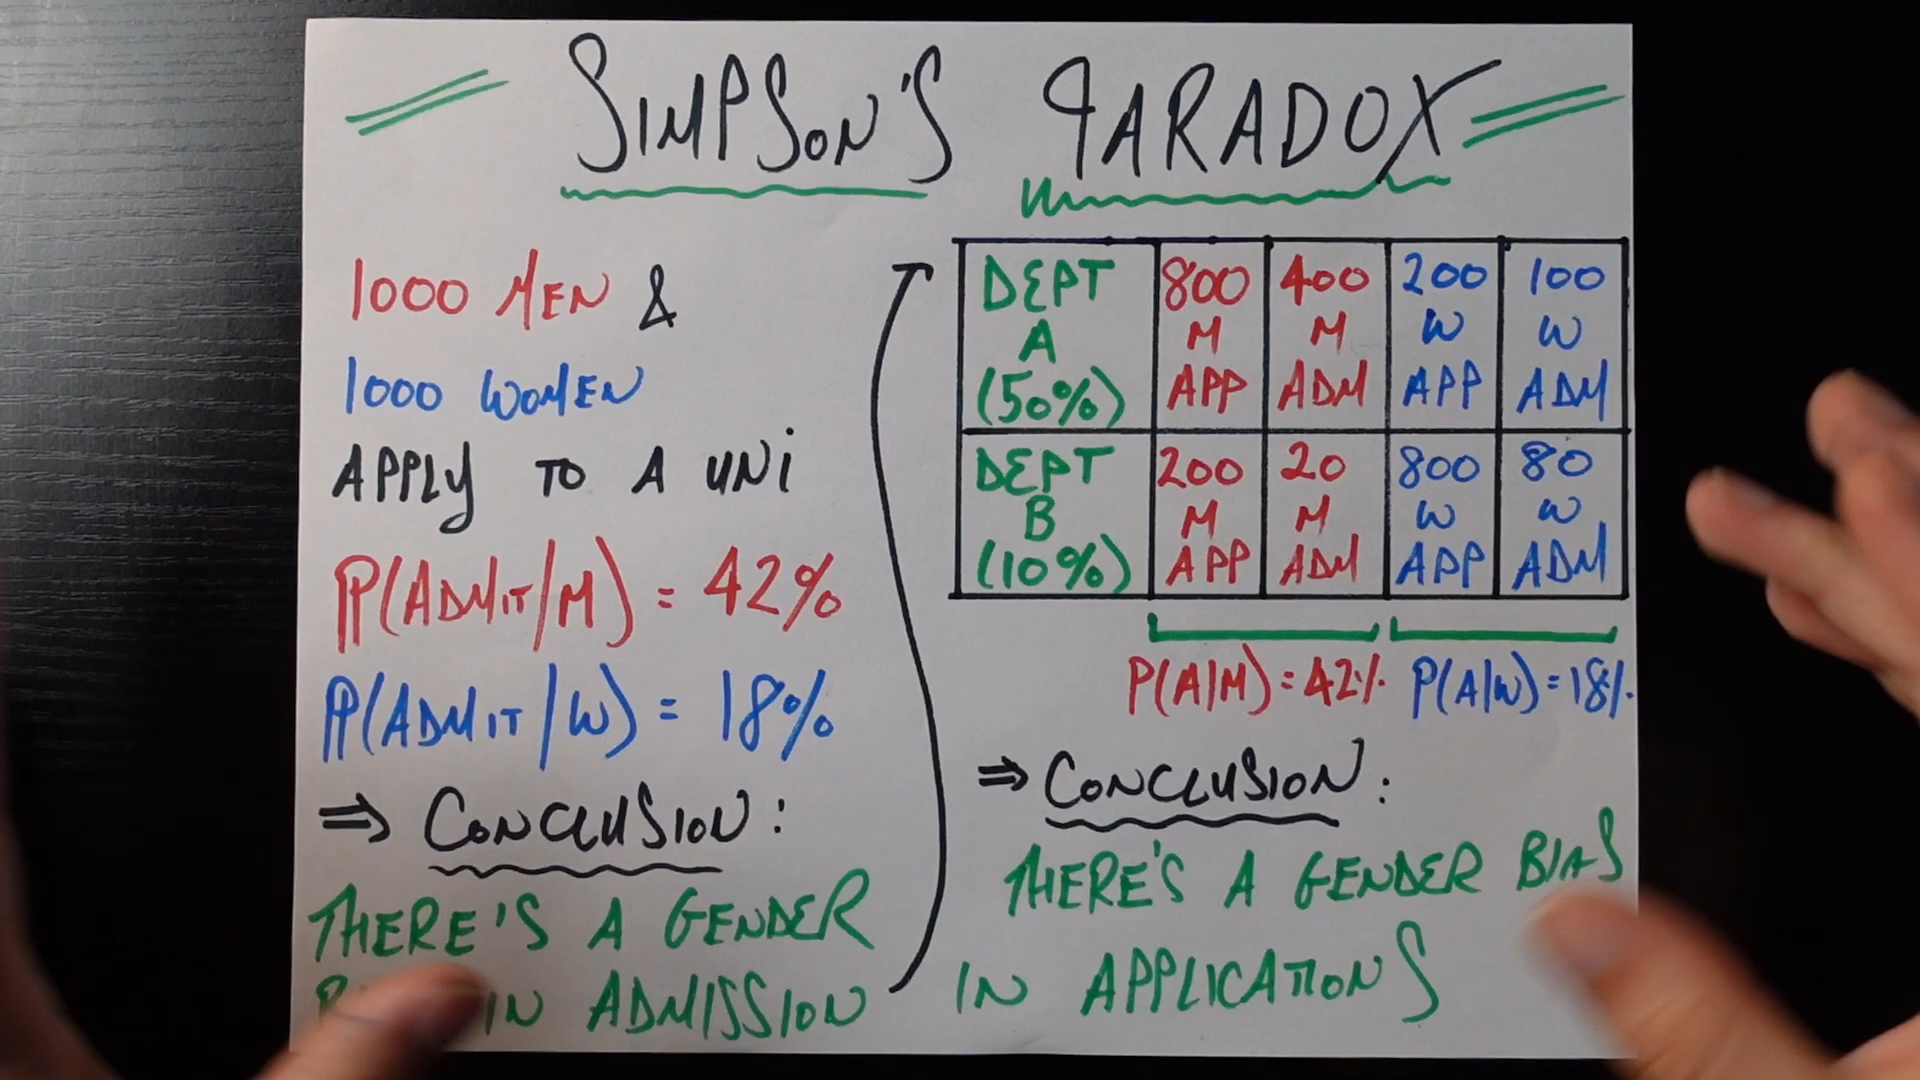 SIMPSON'S PARADOX
1000 MEN &
1000 WOMEN
APPLY TO A UNI
P(ADMIT/M) = 42%
P(ADMIT/W) = 18%
⇒ CONCLUSION:
THERE'S A GENDER
IN ADMISSION
DEPT A (50%) 800 M APP 400 M ADM 200 W APP 100 W ADM
DEPT B (10%) 200 M APP 20 M ADM 800 W APP 80 W ADM
P(A|M) = 42% P(A|W) = 18%
⇒ CONCLUSION:
THERE'S A GENDER BIAS
IN APPLICATIONS